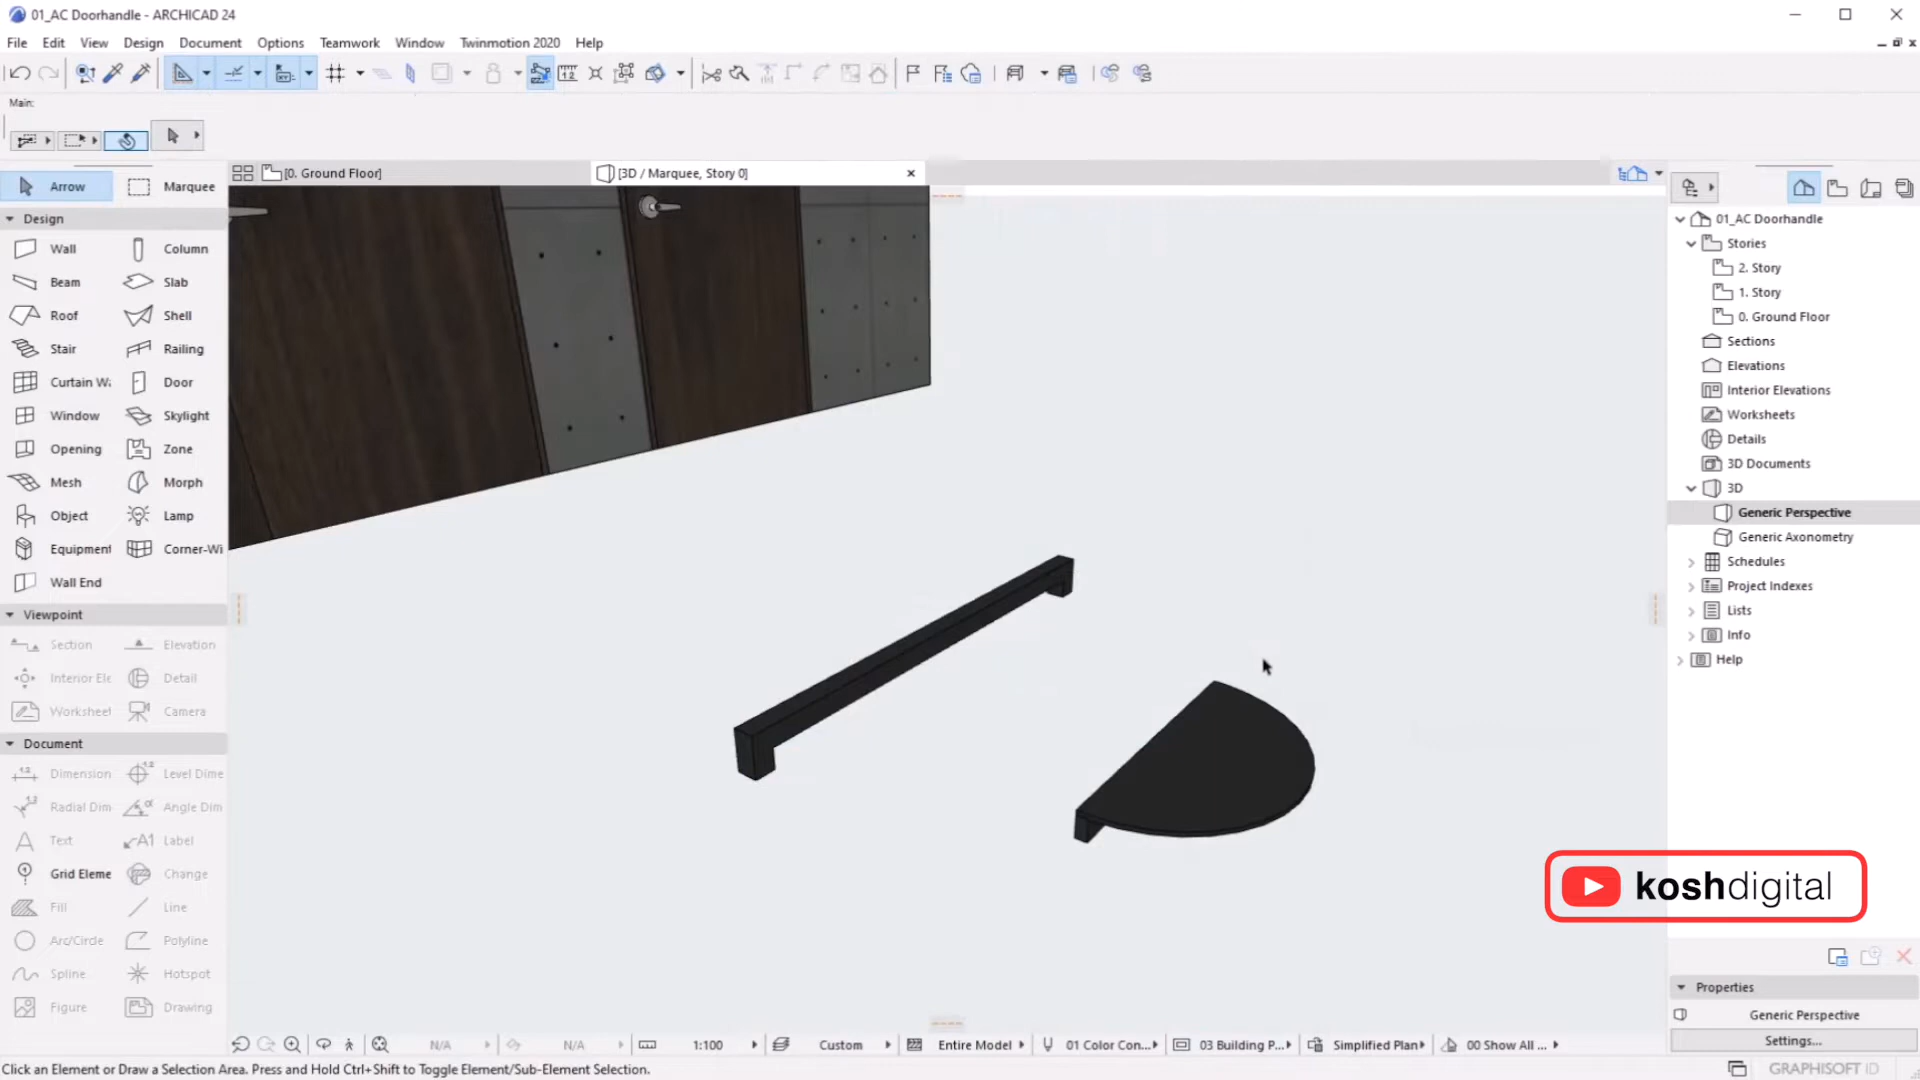 01_AC Doorhandle - ARCHICAD 24
File Edit View Design Document Options Teamwork Window Twinmotion 2020 Help
Main:
[0. Ground Floor]
[3D / Marquee, Story 0]
Arrow Marquee
Design
Wall Column
Beam Slab
Roof Shell
Stair Railing
Curtain Wa Door
Window Skylight
Opening Zone
Mesh Morph
Object Lamp
Equipment Corner-Wi
Wall End
Viewpoint
Section Elevation
Interior Ele Detail
Worksheet Camera
Document
Dimension Level Dime
Radial Dim Angle Dim
Text Label
Grid Eleme Change
Fill Line
Arc/Circle Polyline
Spline Hotspot
Figure Drawing
01_AC Doorhandle
Stories
2. Story
1. Story
0. Ground Floor
Sections
Elevations
Interior Elevations
Worksheets
Details
3D Documents
3D
Generic Perspective
Generic Axonometry
Schedules
Project Indexes
Lists
Info
Help
koshdigital
Properties
Generic Perspective
Settings...
N/A N/A 1:100 Custom Entire Model 01 Color Con... 03 Building P... Simplified Plan 00 Show All ...
Click an Element or Draw a Selection Area. Press and Hold Ctrl+Shift to Toggle Element/Sub-Element Selection.
GRAPHISOFT ID